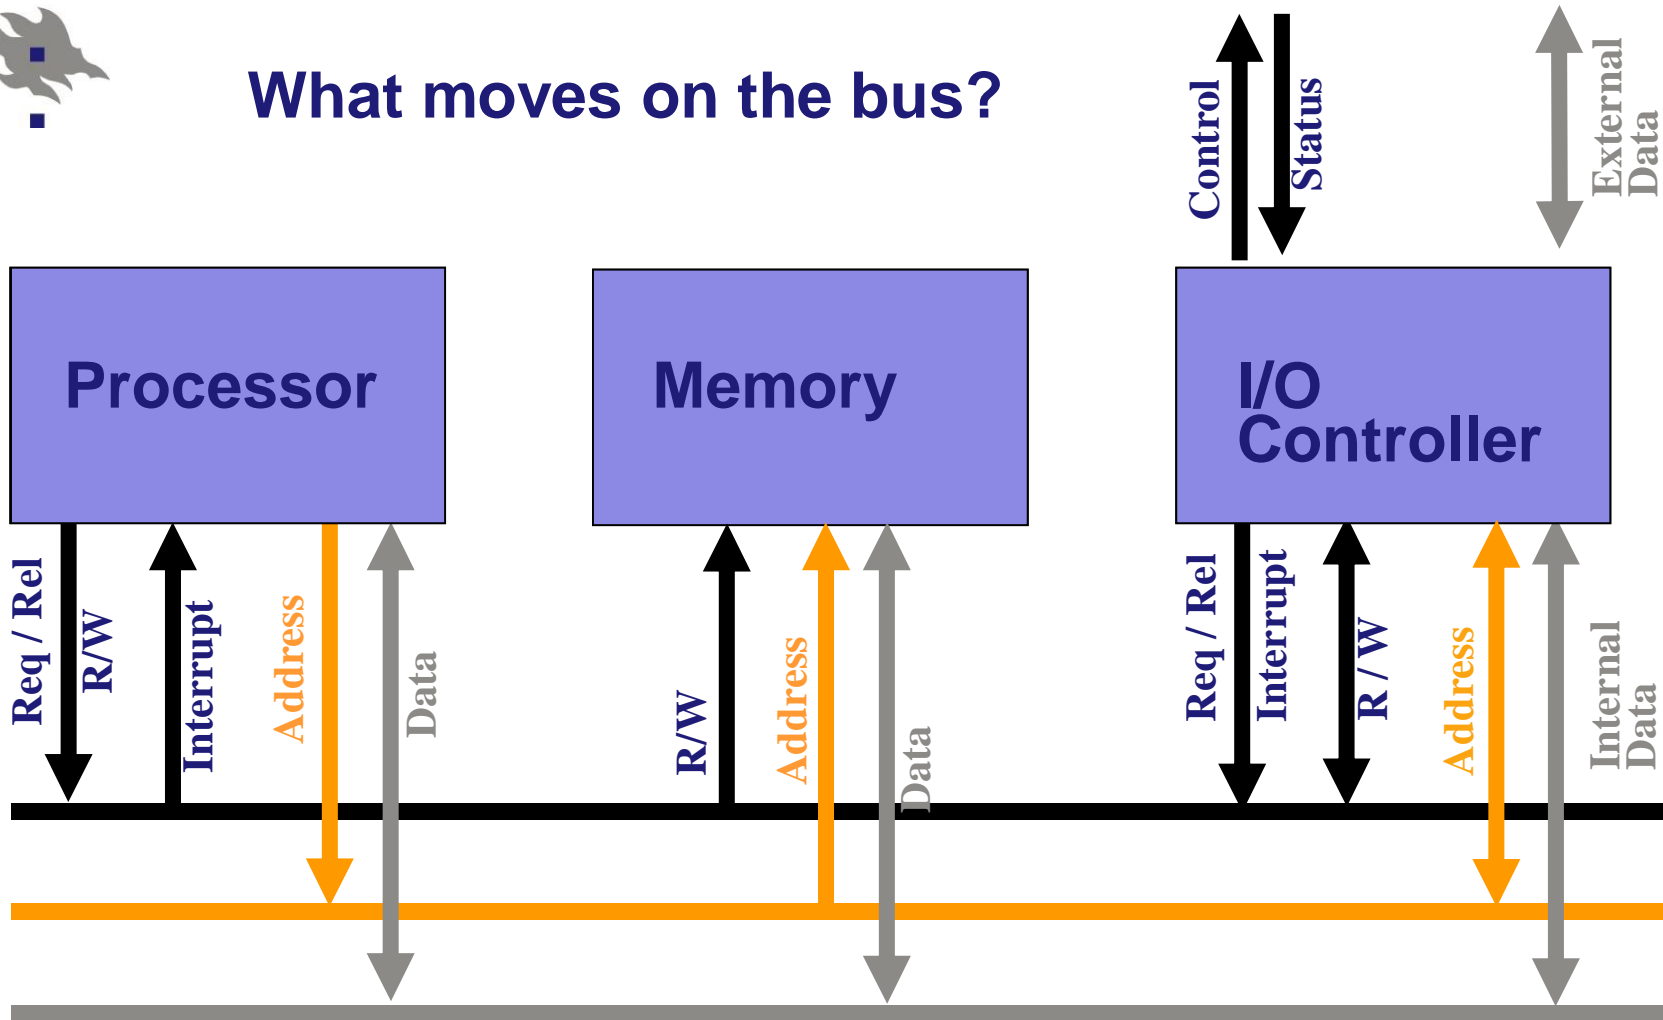 What moves on the bus?
Control
Status
External
Data
Processor
Memory
I/O
Controller
Req / Rel
R/W
Interrupt
Address
Data
R/W
Address
Data
Req / Rel
Interrupt
R / W
Address
Internal
Data